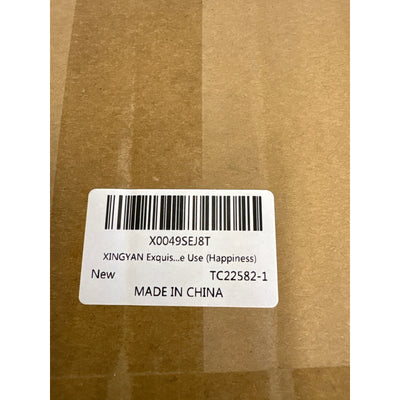 X0049SEJ8T
XINGYAN Exquis...e Use (Happiness)
New TC22582-1
MADE IN CHINA